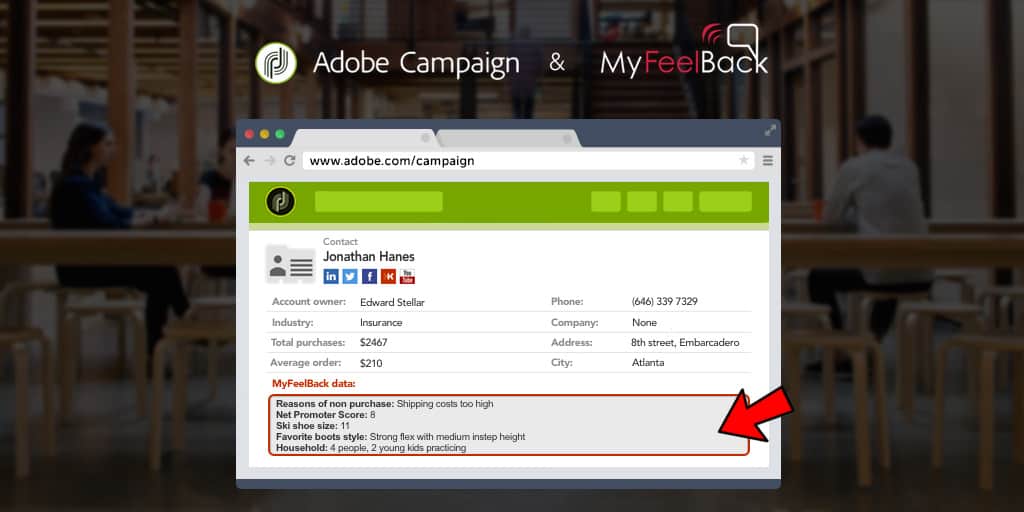 Adobe Campaign & MyFeelBack
www.adobe.com/campaign
Contact
Jonathan Hanes
in f You Tube
Account owner: Edward Stellar Phone: (646) 339 7329
Industry: Insurance Company: None
Total purchases: $2467 Address: 8th street, Embarcadero
Average order: $210 City: Atlanta
MyFeelBack data:
Reasons of non purchase: Shipping costs too high
Net Promoter Score: 8
Ski shoe size: 11
Favorite boots style: Strong flex with medium instep height
Household: 4 people, 2 young kids practicing